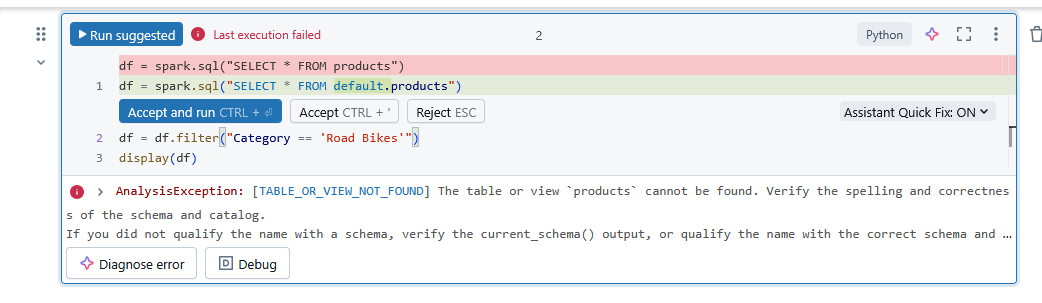 Run suggested Last execution failed 2 Python
df = spark.sql("SELECT * FROM products")
1 df = spark.sql("SELECT * FROM default.products")
Accept and run CTRL + ⏎ Accept CTRL + ' Reject ESC Assistant Quick Fix: ON
2 df = df.filter("Category == 'Road Bikes'")
3 display(df)
AnalysisException: [TABLE_OR_VIEW_NOT_FOUND] The table or view `products` cannot be found. Verify the spelling and correctnes
s of the schema and catalog.
If you did not qualify the name with a schema, verify the current_schema() output, or qualify the name with the correct schema and …
Diagnose error D Debug